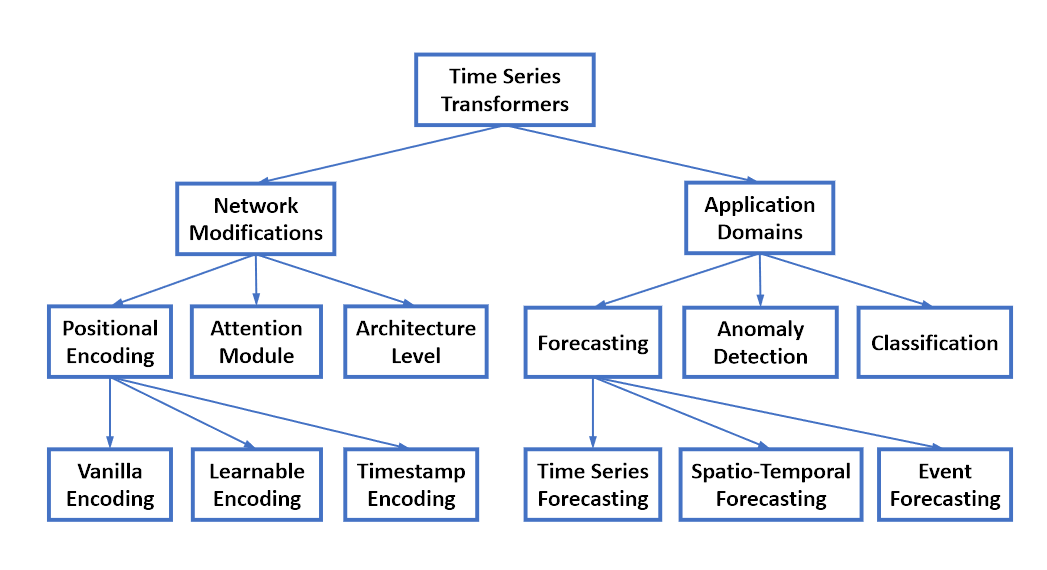 Time Series
Transformers
Network
Modifications
Application
Domains
Positional
Encoding
Attention
Module
Architecture
Level
Forecasting
Anomaly
Detection
Classification
Vanilla
Encoding
Learnable
Encoding
Timestamp
Encoding
Time Series
Forecasting
Spatio-Temporal
Forecasting
Event
Forecasting